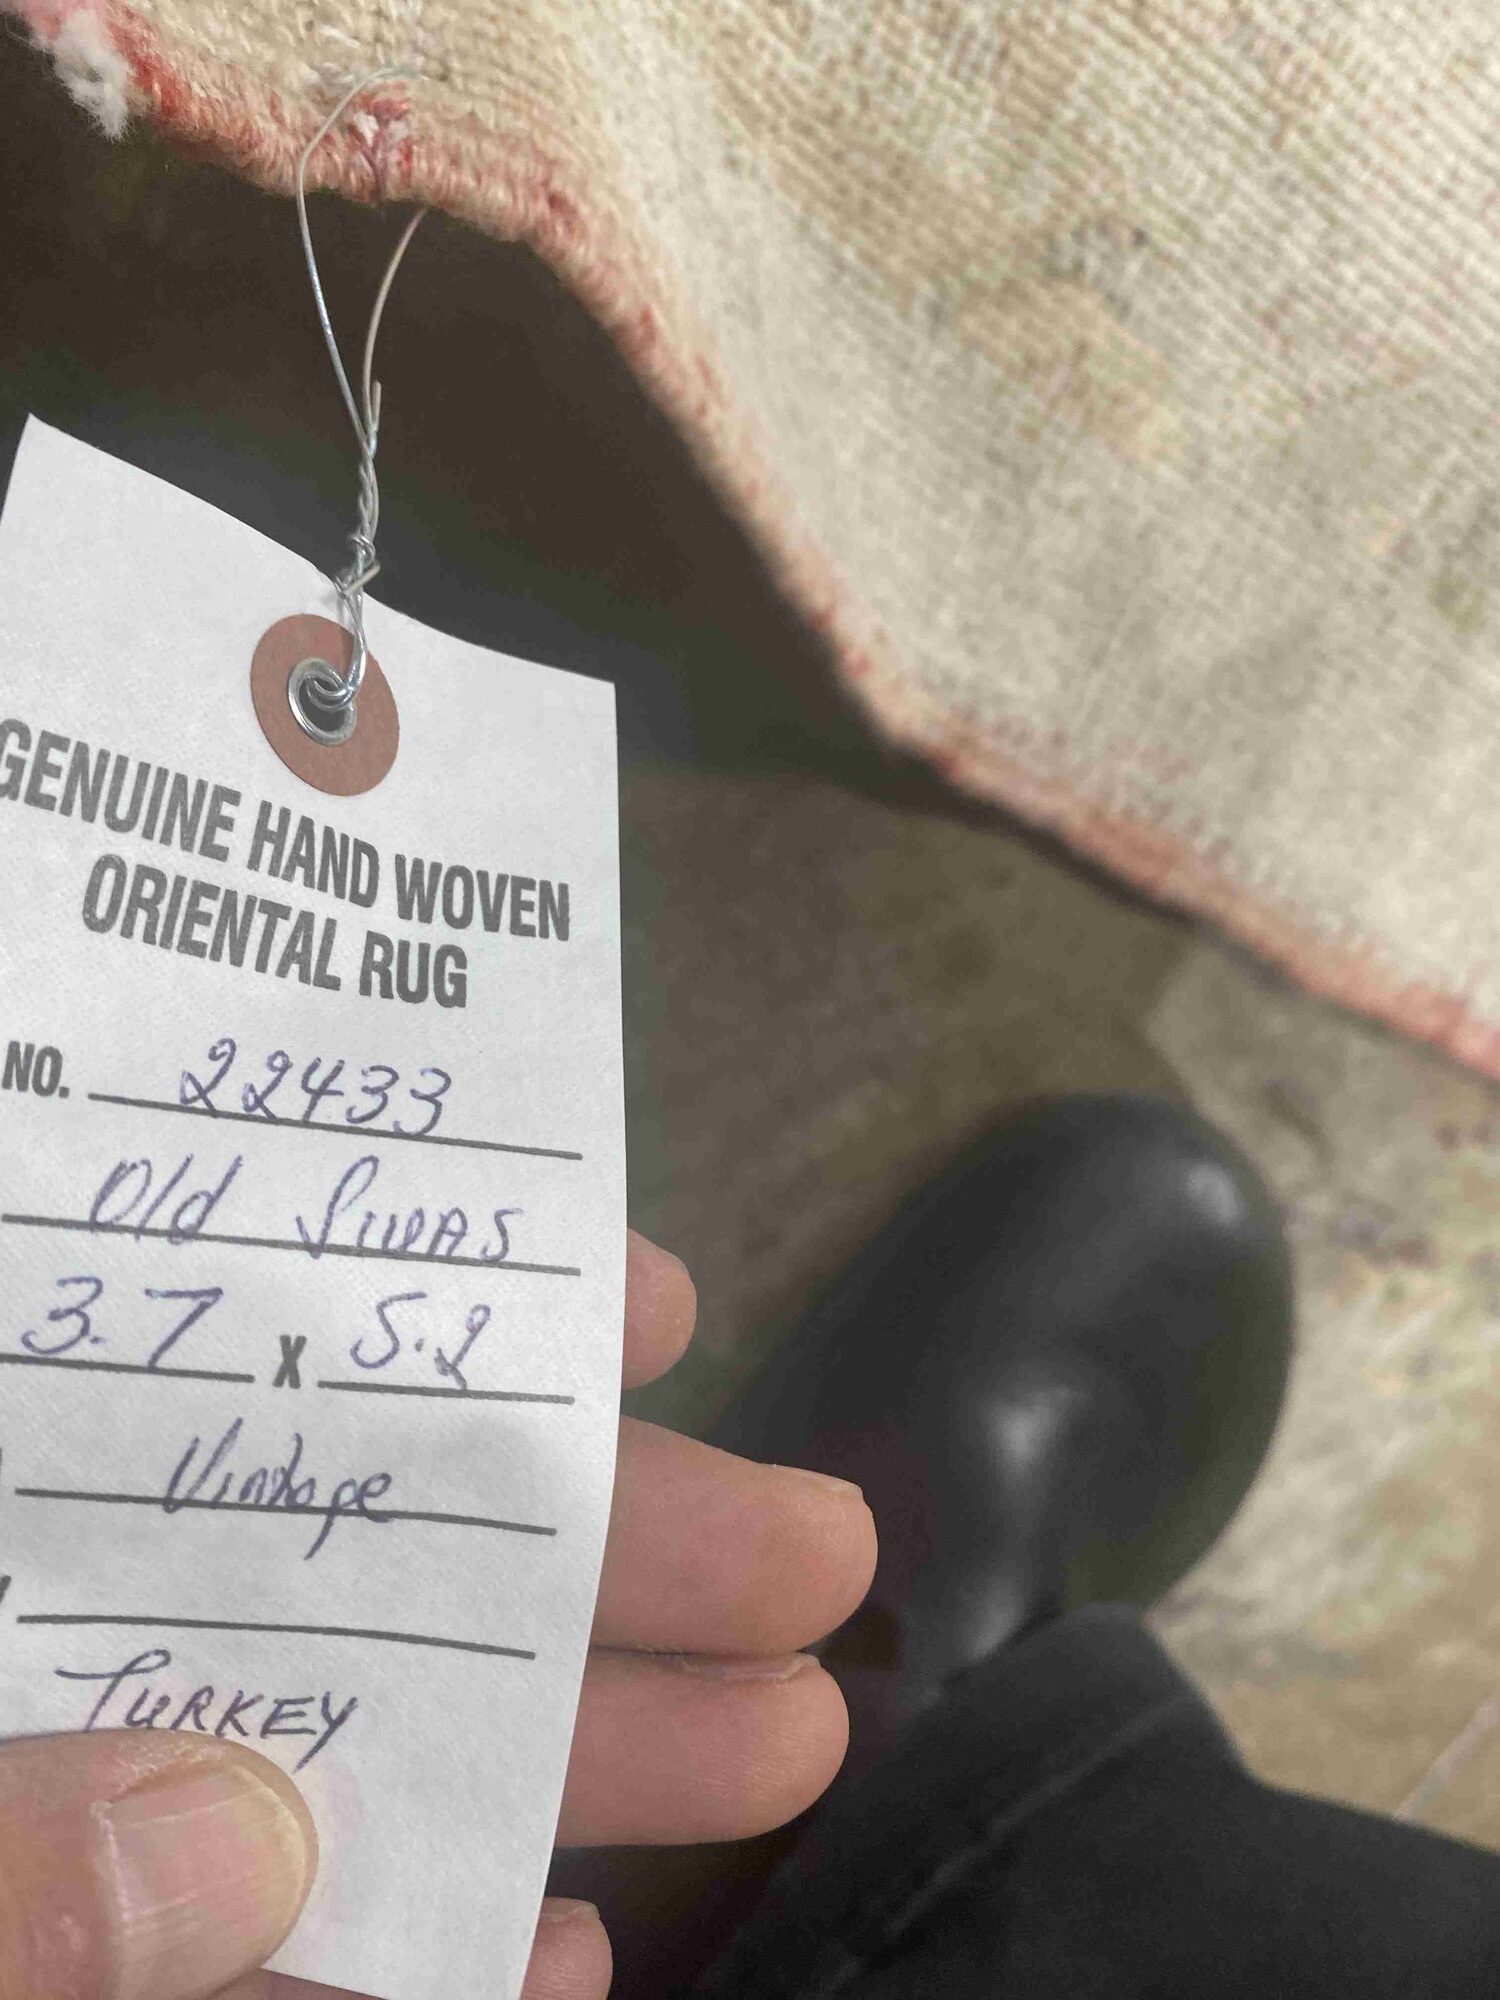 GENUINE HAND WOVEN
ORIENTAL RUG
NO. 22433
Old Sivas
3.7 x 5.2
Vintage
TURKEY